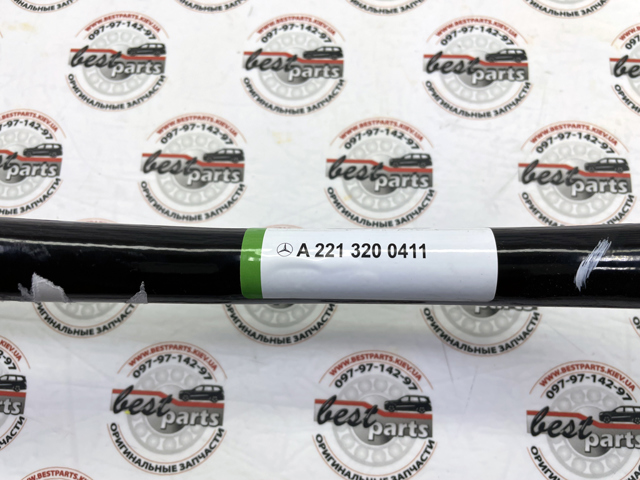 A 221 320 0411
WWW.BESTPARTS.KIEV.UA
097-97-142-97
best parts
ОРИГИНАЛЬНЫЕ ЗАПЧАСТИ